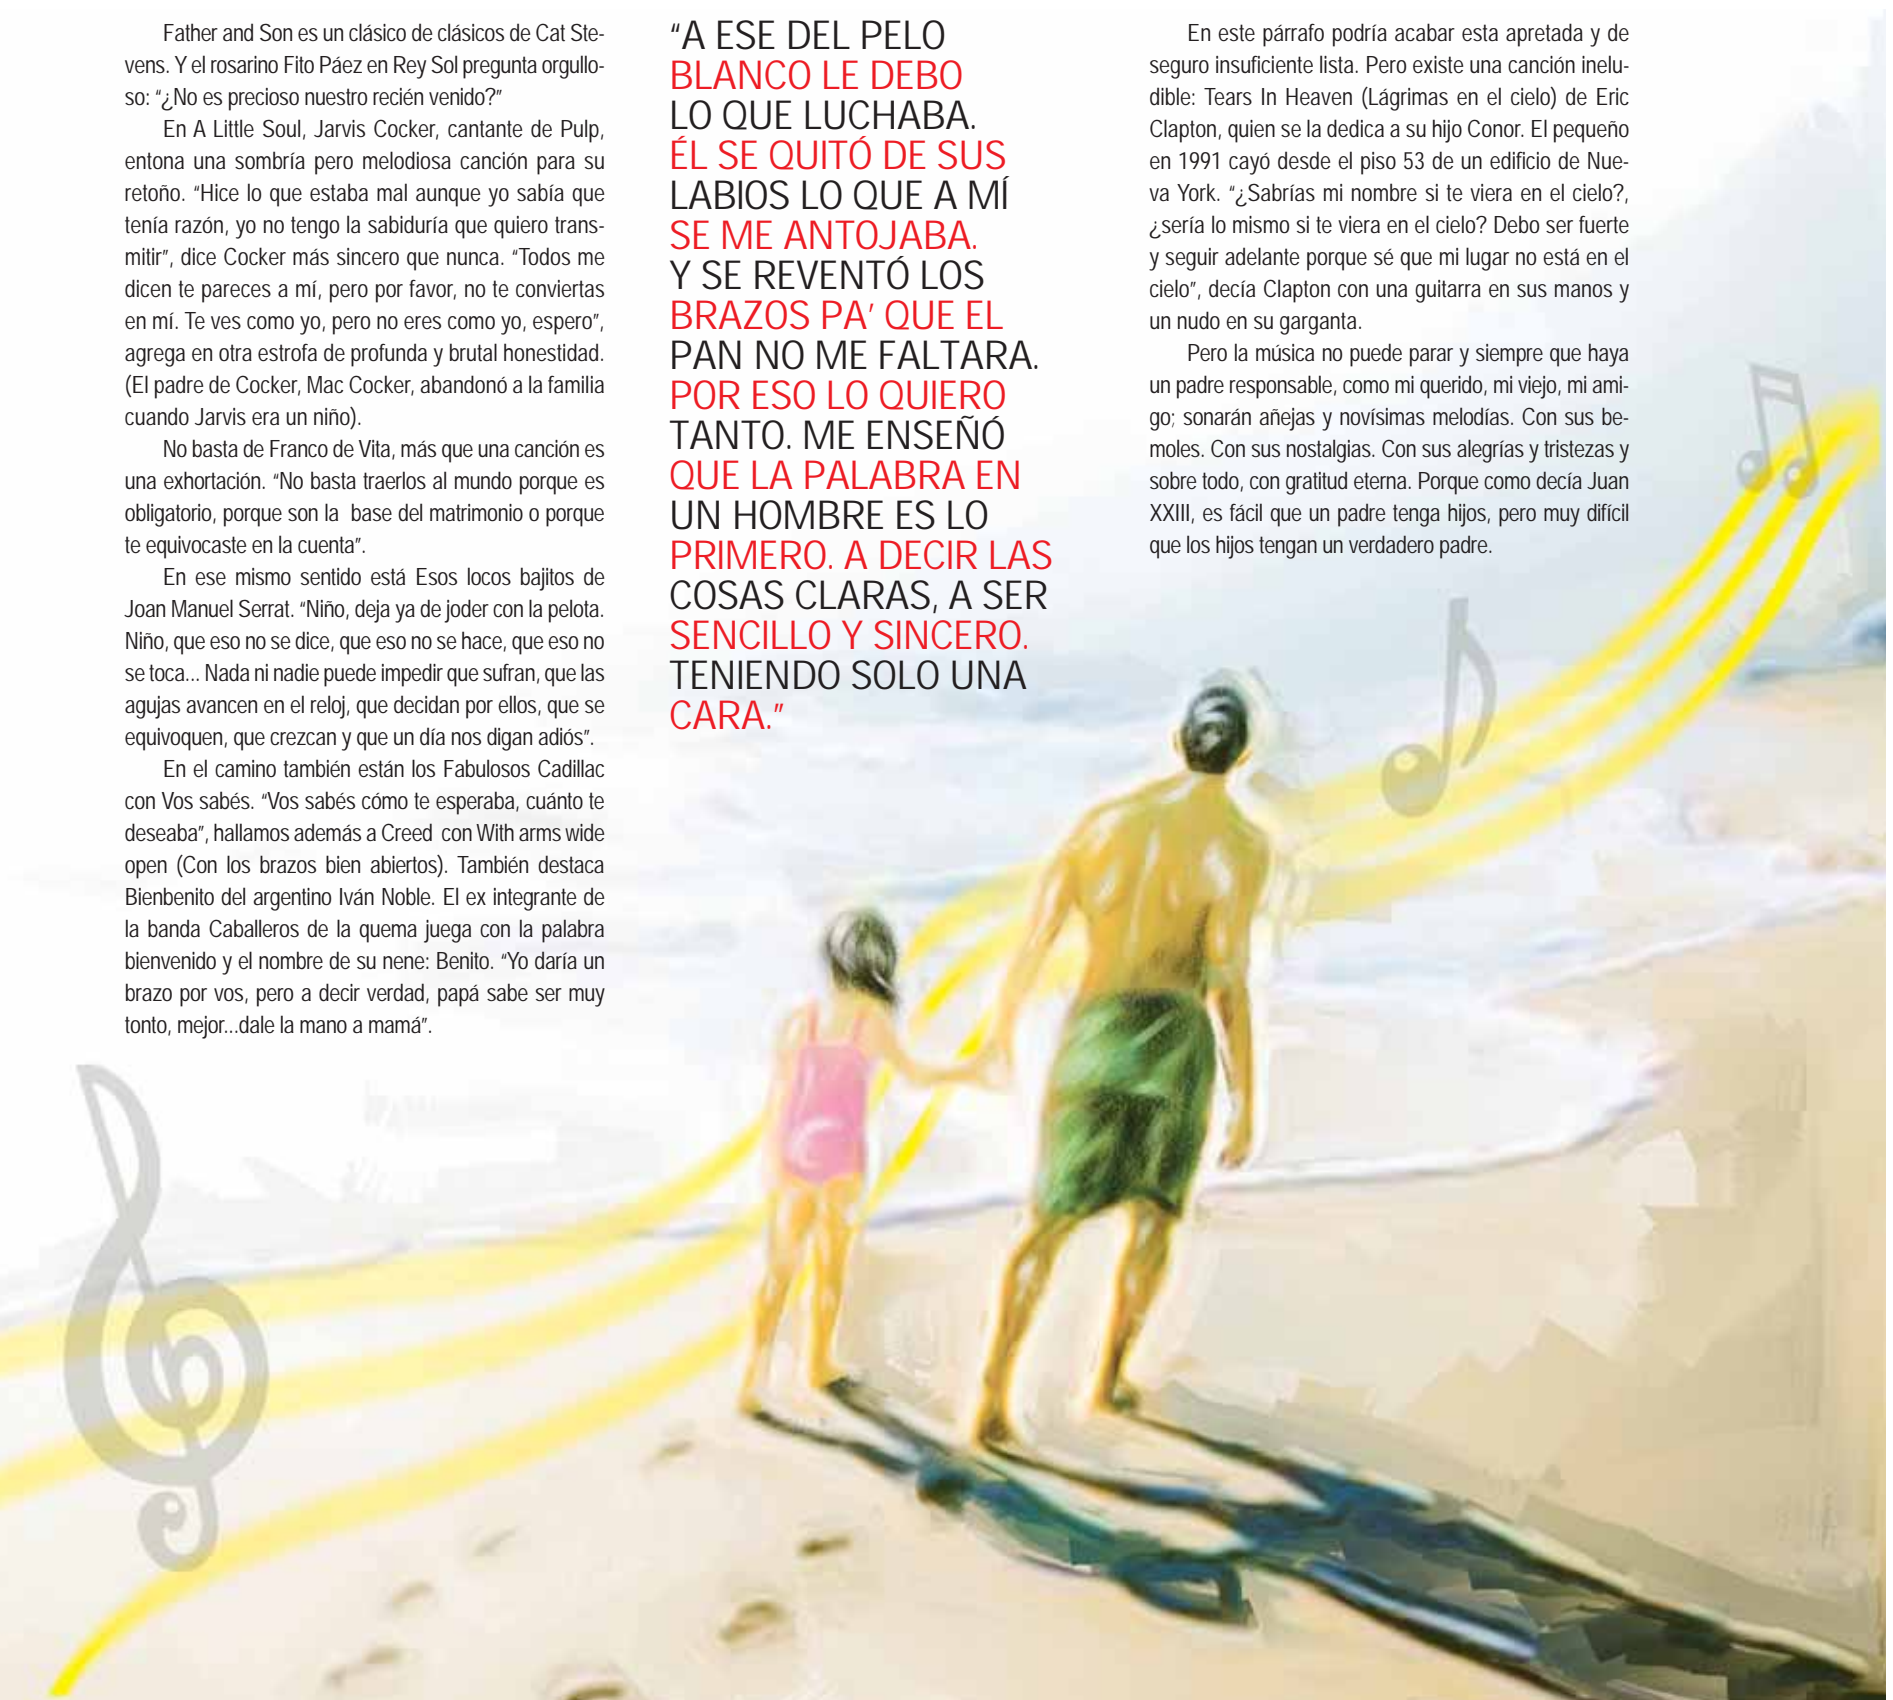 Father and Son es un clásico de clásicos de Cat Ste-
vens. Y el rosarino Fito Páez en Rey Sol pregunta orgullo-
so: “¿No es precioso nuestro recién venido?”
En A Little Soul, Jarvis Cocker, cantante de Pulp,
entona una sombría pero melodiosa canción para su
retoño. “Hice lo que estaba mal aunque yo sabía que
tenía razón, yo no tengo la sabiduría que quiero trans-
mitir”, dice Cocker más sincero que nunca. “Todos me
dicen te pareces a mí, pero por favor, no te conviertas
en mí. Te ves como yo, pero no eres como yo, espero”,
agrega en otra estrofa de profunda y brutal honestidad.
(El padre de Cocker, Mac Cocker, abandonó a la familia
cuando Jarvis era un niño).
No basta de Franco de Vita, más que una canción es
una exhortación. “No basta traerlos al mundo porque es
obligatorio, porque son la base del matrimonio o porque
te equivocaste en la cuenta”.
En ese mismo sentido está Esos locos bajitos de
Joan Manuel Serrat. “Niño, deja ya de joder con la pelota.
Niño, que eso no se dice, que eso no se hace, que eso no
se toca... Nada ni nadie puede impedir que sufran, que las
agujas avancen en el reloj, que decidan por ellos, que se
equivoquen, que crezcan y que un día nos digan adiós”.
En el camino también están los Fabulosos Cadillac
con Vos sabés. “Vos sabés cómo te esperaba, cuánto te
deseaba”, hallamos además a Creed con With arms wide
open (Con los brazos bien abiertos). También destaca
Bienbenito del argentino Iván Noble. El ex integrante de
la banda Caballeros de la quema juega con la palabra
bienvenido y el nombre de su nene: Benito. “Yo daría un
brazo por vos, pero a decir verdad, papá sabe ser muy
tonto, mejor...dale la mano a mamá”.
“A ESE DEL PELO
BLANCO LE DEBO
LO QUE LUCHABA.
ÉL SE QUITÓ DE SUS
LABIOS LO QUE A MÍ
SE ME ANTOJABA.
Y SE REVENTÓ LOS
BRAZOS PA’ QUE EL
PAN NO ME FALTARA.
POR ESO LO QUIERO
TANTO. ME ENSEÑÓ
QUE LA PALABRA EN
UN HOMBRE ES LO
PRIMERO. A DECIR LAS
COSAS CLARAS, A SER
SENCILLO Y SINCERO.
TENIENDO SOLO UNA
CARA.”
En este párrafo podría acabar esta apretada y de
seguro insuficiente lista. Pero existe una canción inelu-
dible: Tears In Heaven (Lágrimas en el cielo) de Eric
Clapton, quien se la dedica a su hijo Conor. El pequeño
en 1991 cayó desde el piso 53 de un edificio de Nue-
va York. “¿Sabrías mi nombre si te viera en el cielo?,
¿sería lo mismo si te viera en el cielo? Debo ser fuerte
y seguir adelante porque sé que mi lugar no está en el
cielo”, decía Clapton con una guitarra en sus manos y
un nudo en su garganta.
Pero la música no puede parar y siempre que haya
un padre responsable, como mi querido, mi viejo, mi ami-
go; sonarán añejas y novísimas melodías. Con sus be-
moles. Con sus nostalgias. Con sus alegrías y tristezas y
sobre todo, con gratitud eterna. Porque como decía Juan
XXIII, es fácil que un padre tenga hijos, pero muy difícil
que los hijos tengan un verdadero padre.